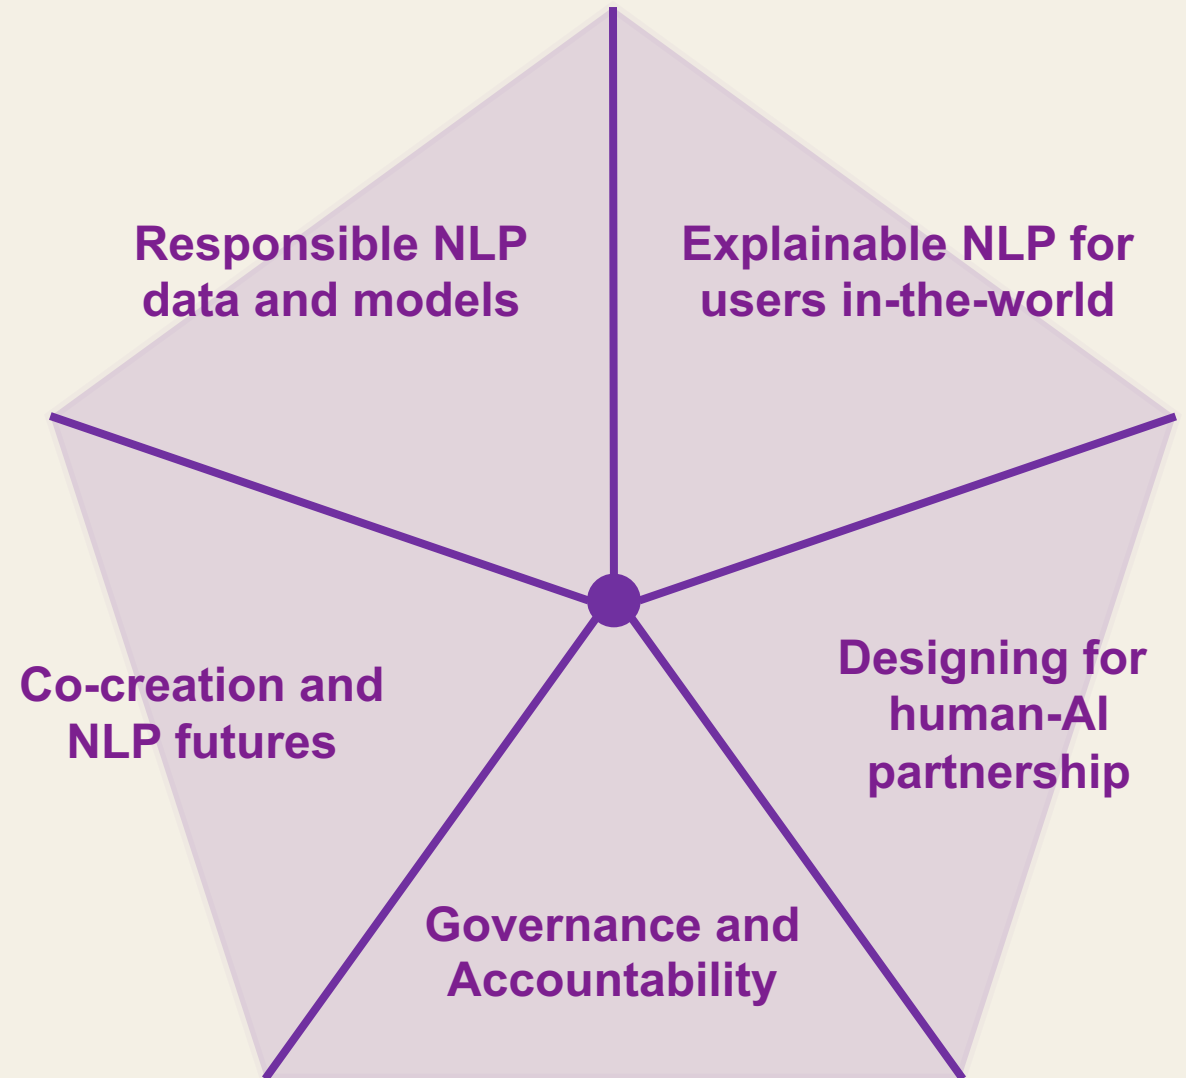 Responsible NLP
data and models
Explainable NLP for
users in-the-world
Co-creation and
NLP futures
Designing for
human-AI
partnership
Governance and
Accountability